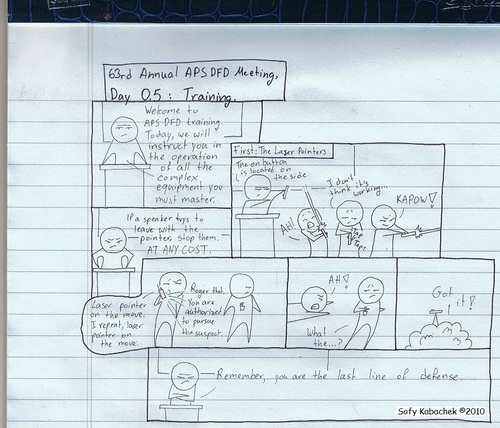 63rd Annual APS DFD Meeting,
Day 0.5 : Training.
Welcome to
APS DFD training.
Today, we will
instruct you in
the operation
of all the
complex,
equipment you
must master.
First: The Laser Pointers
The on button
is located on
the side.
I don't
think it's
working...
AH!
TAP
TAP!
KAPOW!
If a speaker trys to
leave with the
pointer, stop them.
AT ANY COST.
Laser pointer
on the move.
I repeat, laser
pointer on
the move.
Roger that
You are
authorized
to pursue
the suspect.
AH!
What
the...?
Got
it!
Remember, you are the last line of defense.
Sofy Kabachek ©2010